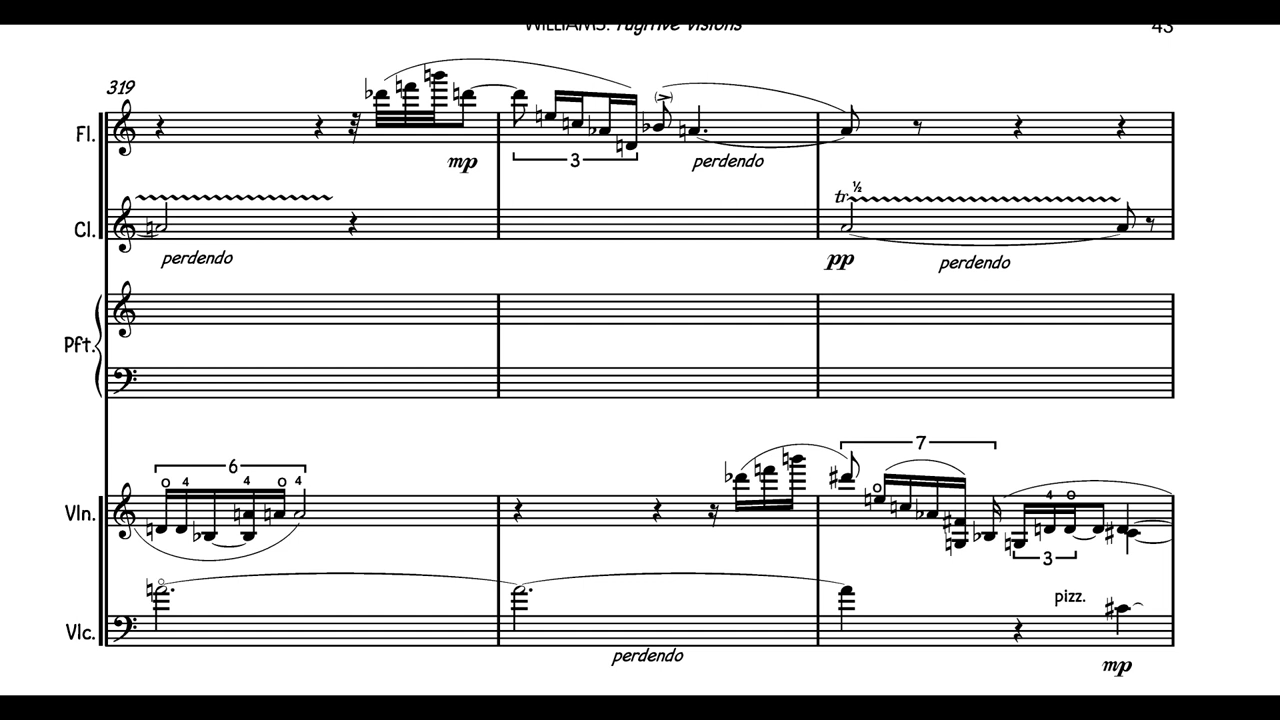 WILLIAMS: Fugitive Visions 43
319
Fl.
mp
3
perdendo
Cl.
perdendo
tr ½
pp
perdendo
Pft.
6
7
Vln.
O 4 4 O 4
O 4 O
3
Vlc.
pizz.
perdendo
mp